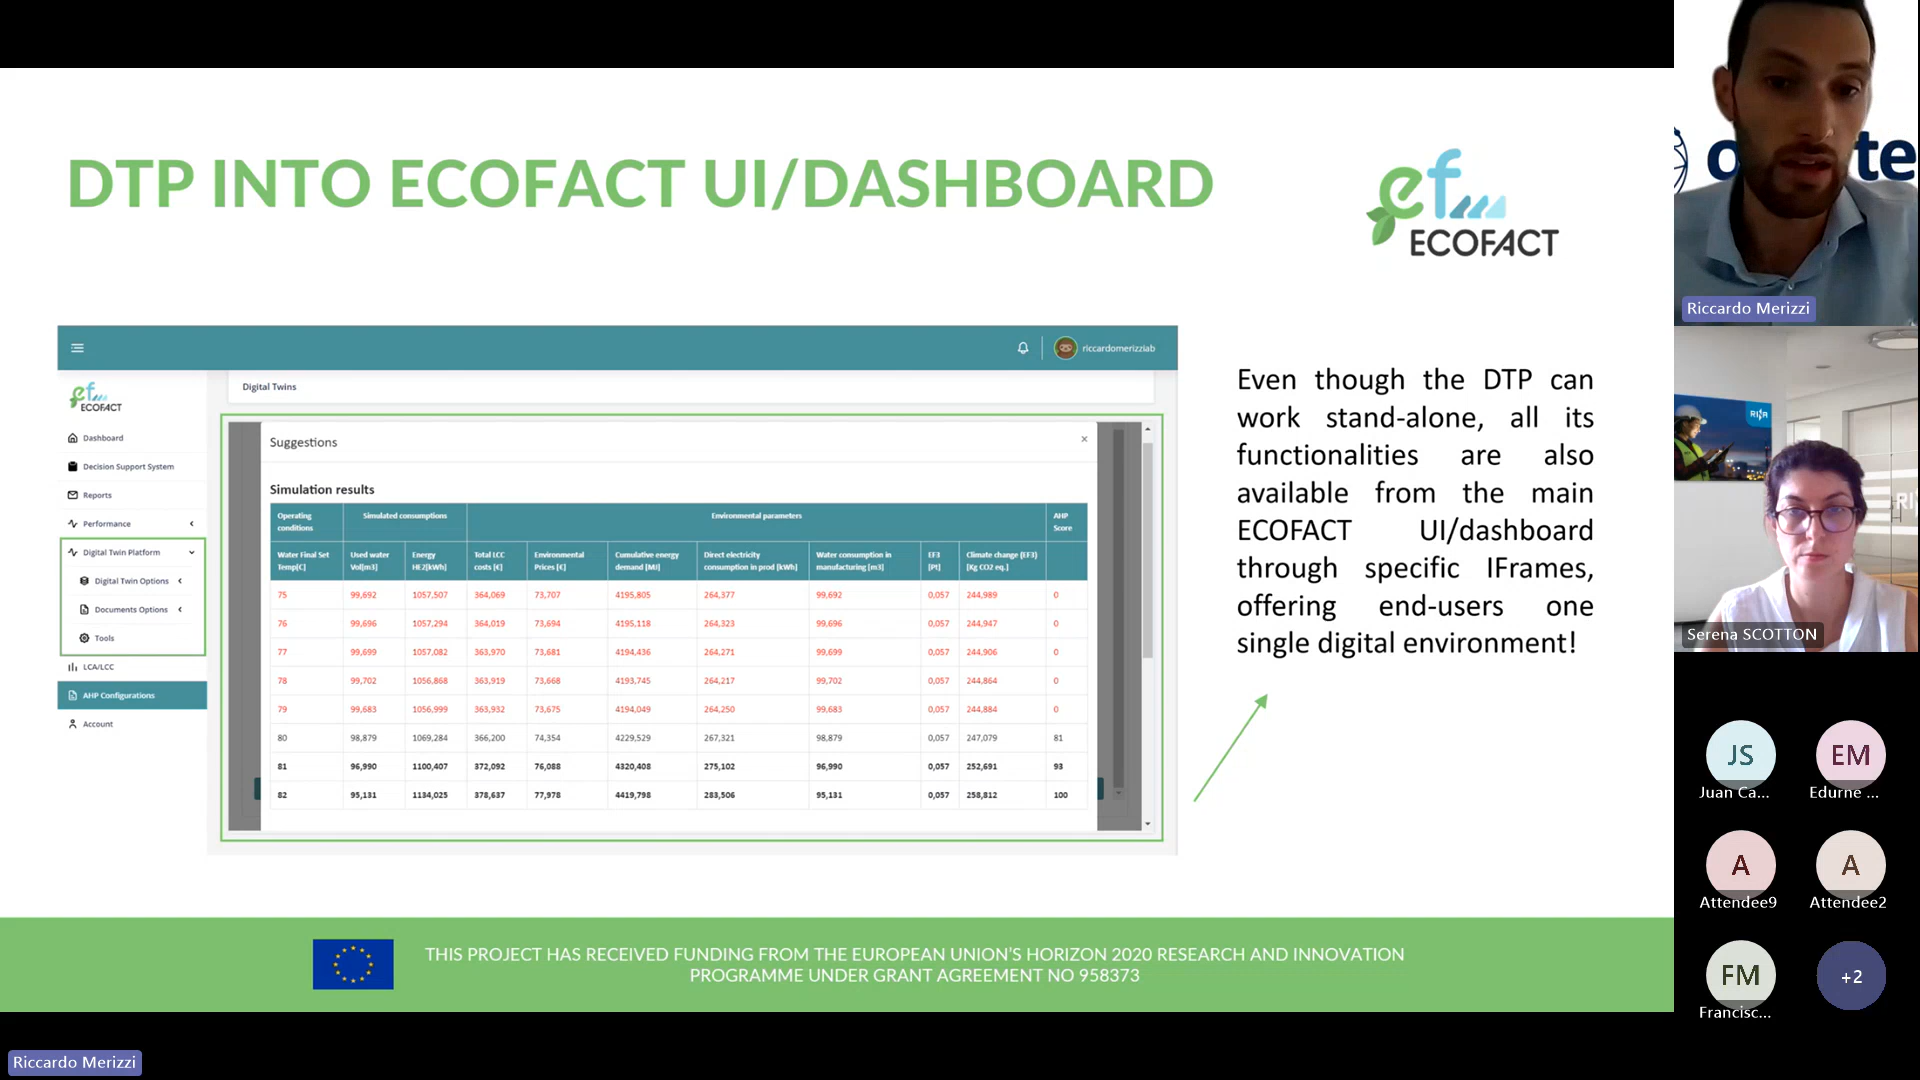 DTP INTO ECOFACT UI/DASHBOARD
ef
ECOFACT
riccardomerizziab
ef
ECOFACT
Dashboard
Decision Support System
Reports
Performance
Digital Twin Platform
Digital Twin Options
Documents Options
Tools
LCA/LCC
AHP Configurations
Account
Digital Twins
Suggestions
×
Simulation results
Operating conditions Simulated consumptions Environmental parameters AHP Score
Water Final Set Temp[C] Used water Vol[m3] Energy HE2[kWh] Total LCC costs [€] Environmental Prices [€] Cumulative energy demand [MJ] Direct electricity consumption in prod [kWh] Water consumption in manufacturing [m3] EF3 [Pt] Climate change (EF3) [Kg CO2 eq.]
75 99,692 1057,507 364,069 73,707 4195,805 264,377 99,692 0,057 244,989 0
76 99,696 1057,294 364,019 73,694 4195,118 264,323 99,696 0,057 244,947 0
77 99,699 1057,082 363,970 73,681 4194,436 264,271 99,699 0,057 244,906 0
78 99,702 1056,868 363,919 73,668 4193,745 264,217 99,702 0,057 244,864 0
79 99,683 1056,999 363,932 73,675 4194,049 264,250 99,683 0,057 244,884 0
80 98,879 1069,284 366,200 74,354 4229,529 267,321 98,879 0,057 247,079 81
81 96,990 1100,407 372,092 76,088 4320,408 275,102 96,990 0,057 252,691 93
82 95,131 1134,025 378,637 77,978 4419,798 283,506 95,131 0,057 258,812 100
Even though the DTP can
work stand-alone, all its
functionalities are also
available from the main
ECOFACT UI/dashboard
through specific IFrames,
offering end-users one
single digital environment!
THIS PROJECT HAS RECEIVED FUNDING FROM THE EUROPEAN UNION'S HORIZON 2020 RESEARCH AND INNOVATION
PROGRAMME UNDER GRANT AGREEMENT NO 958373
Riccardo Merizzi
Riccardo Merizzi
RINA
Serena SCOTTON
JS
Juan Ca...
EM
Edurne ...
A
Attendee9
A
Attendee2
FM
Francisc...
+2